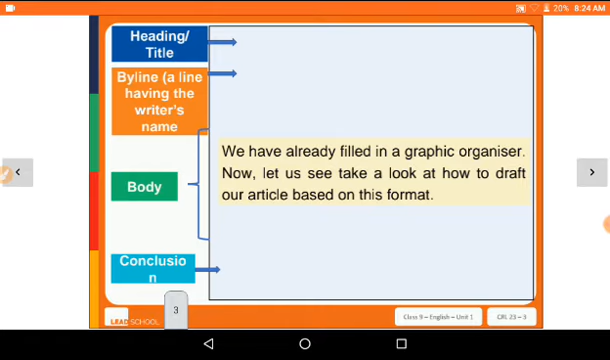 20%
8:24 AM
Heading/
Title
Byline (a line
having the
writer's
name
We have already filled in a graphic organiser.
Now, let us see take a look at how to draft
our article based on this format.
Body
Conclusio
n
3
LEAD SCHOOL
Class 9 – English – Unit 1
CRL 23 – 3